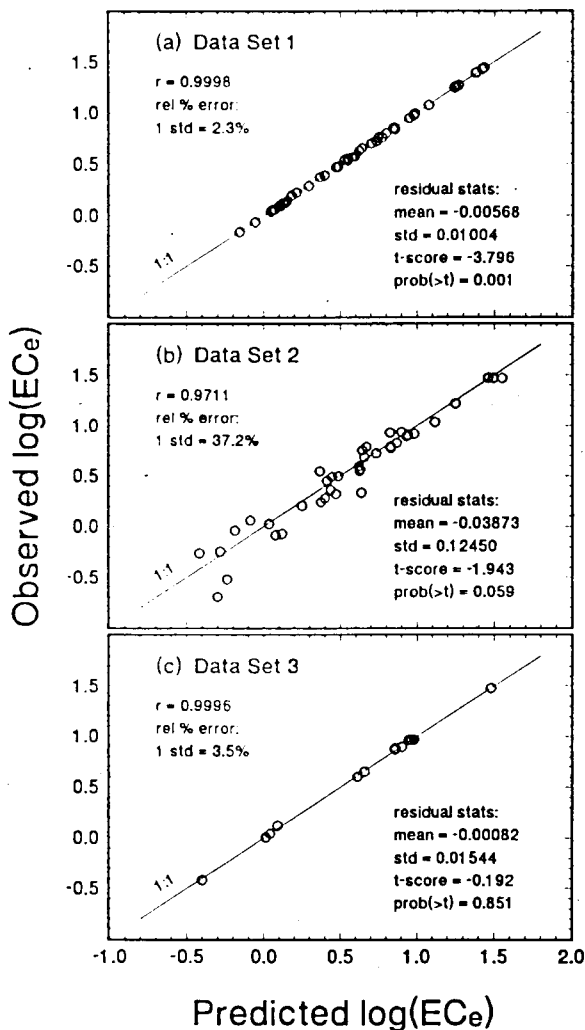 Observed log(ECe)
1.5
1.0
0.5
0.0
-0.5
(a) Data Set 1
r = 0.9998
rel % error:
1 std = 2.3%
residual stats:
mean = -0.00568
std = 0.01004
t-score = -3.796
prob(>t) = 0.001
1:1
1.5
1.0
0.5
0.0
-0.5
(b) Data Set 2
r = 0.9711
rel % error:
1 std = 37.2%
residual stats:
mean = -0.03873
std = 0.12450
t-score = -1.943
prob(>t) = 0.059
1:1
1.5
1.0
0.5
0.0
-0.5
(c) Data Set 3
r = 0.9996
rel % error:
1 std = 3.5%
residual stats:
mean = -0.00082
std = 0.01544
t-score = -0.192
prob(>t) = 0.851
1:1
-1.0 -0.5 0.0 0.5 1.0 1.5 2.0
Predicted log(ECe)